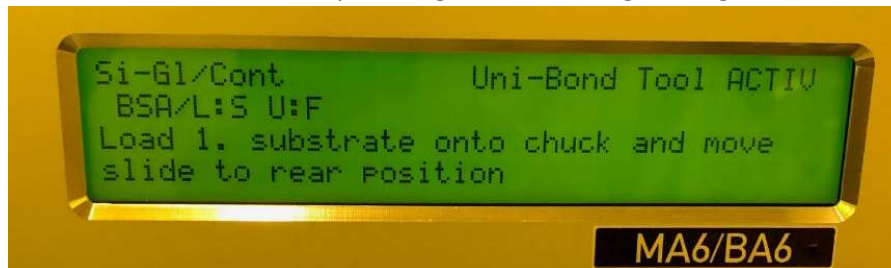 Si-Gl/Cont Uni-Bond Tool ACTIV
BSA/L:S U:F
Load 1. substrate onto chuck and move
slide to rear position
MA6/BA6